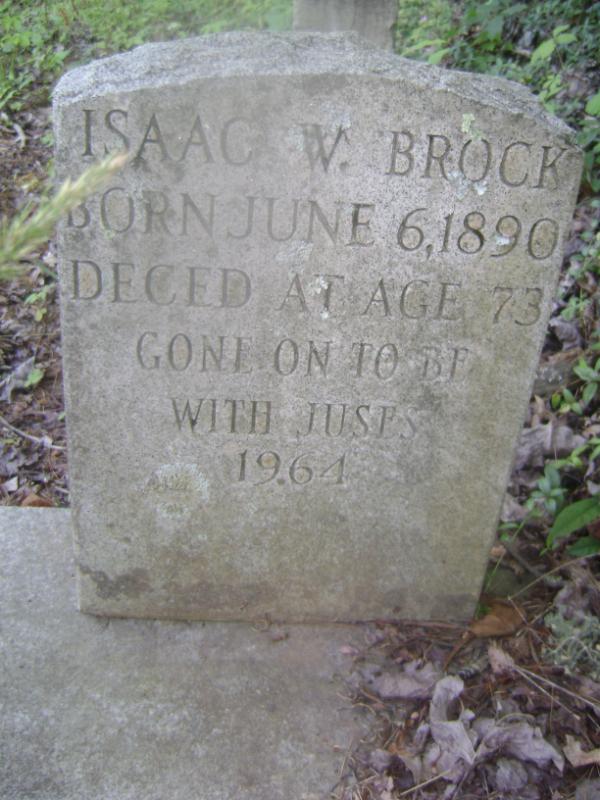 ISAAC W. BROCK
BORN JUNE 6, 1890
DECED AT AGE 73
GONE ON TO BE
WITH JUSES
1964